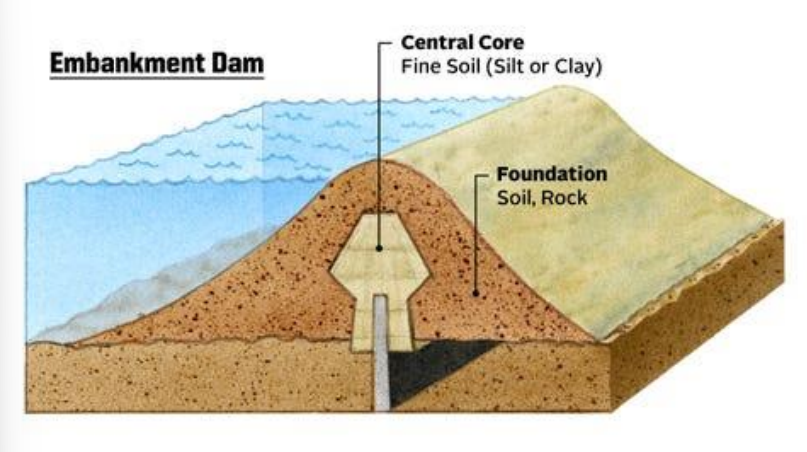 Embankment Dam
Central Core
Fine Soil (Silt or Clay)
Foundation
Soil, Rock